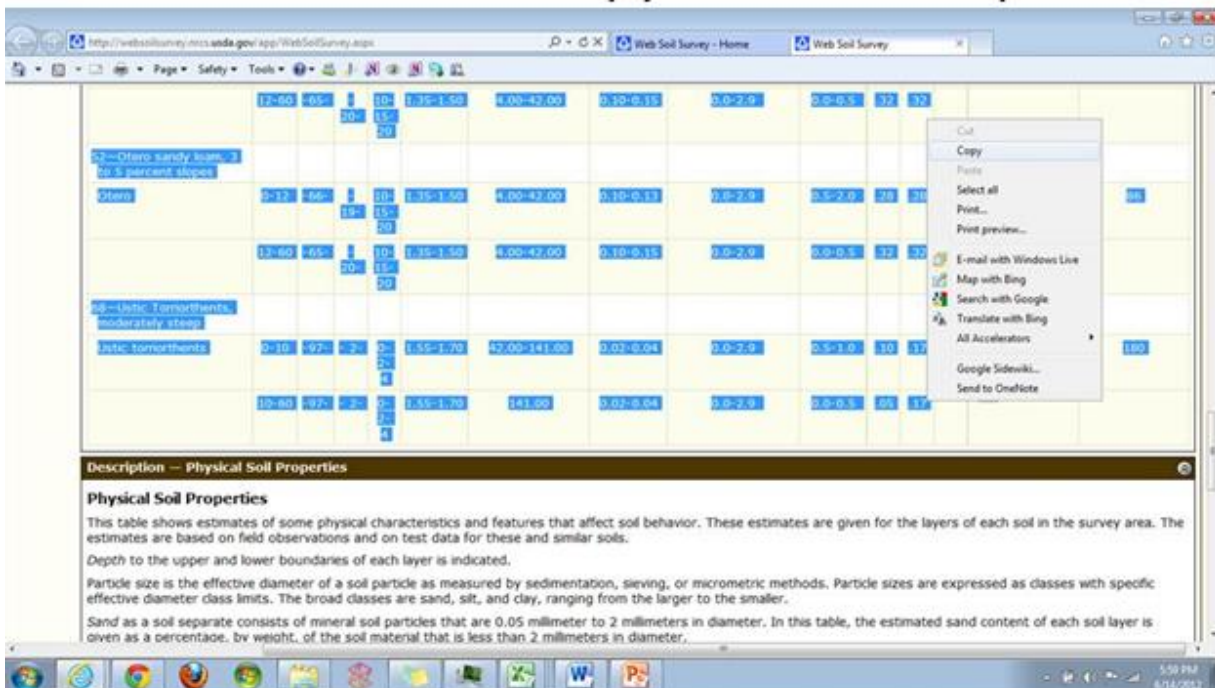 http://websoilsurvey.nrcs.usda.gov/app/WebSoilSurvey.aspx
Web Soil Survey - Home
Web Soil Survey
Page Safety Tools
12-60 -65- - 20- 10- 15- 20 1.35-1.50 4.00-42.00 0.10-0.15 0.0-2.9 0.0-0.5 .32 .32
52—Otero sandy loam, 3
to 5 percent slopes
Otero 0-12 -66- - 19- 10- 15- 20 1.35-1.50 4.00-42.00 0.10-0.13 0.0-2.9 0.5-2.0 .28 .28 86
12-60 -65- - 20- 10- 15- 20 1.35-1.50 4.00-42.00 0.10-0.15 0.0-2.9 0.0-0.5 .32 .32
68—Ustic Torriorthents,
moderately steep
Ustic torriorthents 0-10 -97- - 2- 0- 2- 4 1.55-1.70 42.00-141.00 0.02-0.04 0.0-2.9 0.5-1.0 .10 .17 180
10-60 -97- - 2- 0- 2- 4 1.55-1.70 141.00 0.02-0.04 0.0-2.9 0.0-0.5 .05 .17
Cut
Copy
Paste
Select all
Print...
Print preview...
E-mail with Windows Live
Map with Bing
Search with Google
Translate with Bing
All Accelerators
Google Sidewiki...
Send to OneNote
Description — Physical Soil Properties
Physical Soil Properties
This table shows estimates of some physical characteristics and features that affect soil behavior. These estimates are given for the layers of each soil in the survey area. The
estimates are based on field observations and on test data for these and similar soils.
Depth to the upper and lower boundaries of each layer is indicated.
Particle size is the effective diameter of a soil particle as measured by sedimentation, sieving, or micrometric methods. Particle sizes are expressed as classes with specific
effective diameter class limits. The broad classes are sand, silt, and clay, ranging from the larger to the smaller.
Sand as a soil separate consists of mineral soil particles that are 0.05 millimeter to 2 millimeters in diameter. In this table, the estimated sand content of each soil layer is
given as a percentage, by weight, of the soil material that is less than 2 millimeters in diameter.
5:59 PM
6/14/2012